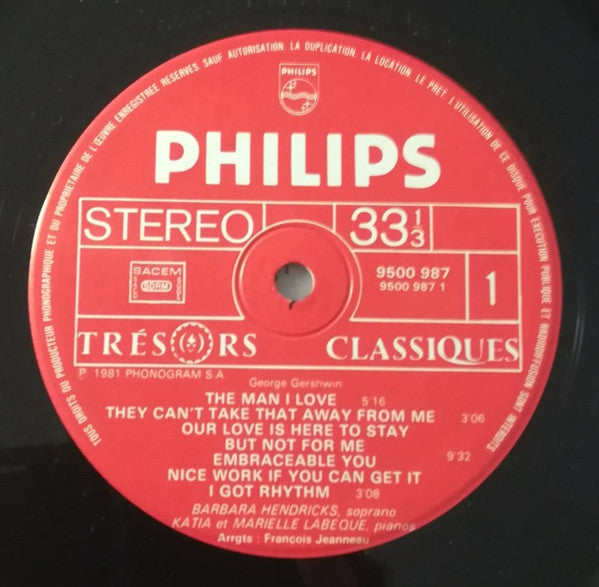 TOUS DROITS DU PRODUCTEUR PHONOGRAPHIQUE ET DU PROPRIETAIRE DE L'ŒUVRE ENREGISTREE RESERVES. SAUF AUTORISATION, LA DUPLICATION, LA LOCATION, LE PRÊT, L'UTILISATION DE CE DISQUE POUR EXECUTION PUBLIQUE ET RADIODIFFUSION SONT INTERDITS
PHILIPS
PHILIPS
STEREO 33 1/3
SACEM
SDRM
9500 987
9500 987 1
1
TRÉSORS CLASSIQUES
P 1981 PHONOGRAM S.A
George Gershwin
THE MAN I LOVE 5:16
THEY CAN'T TAKE THAT AWAY FROM ME 3:06
OUR LOVE IS HERE TO STAY
BUT NOT FOR ME
EMBRACEABLE YOU 9:32
NICE WORK IF YOU CAN GET IT
I GOT RHYTHM 3:08
BARBARA HENDRICKS, soprano
KATIA et MARIELLE LABEQUE, pianos
Arrgts : François Jeanneau